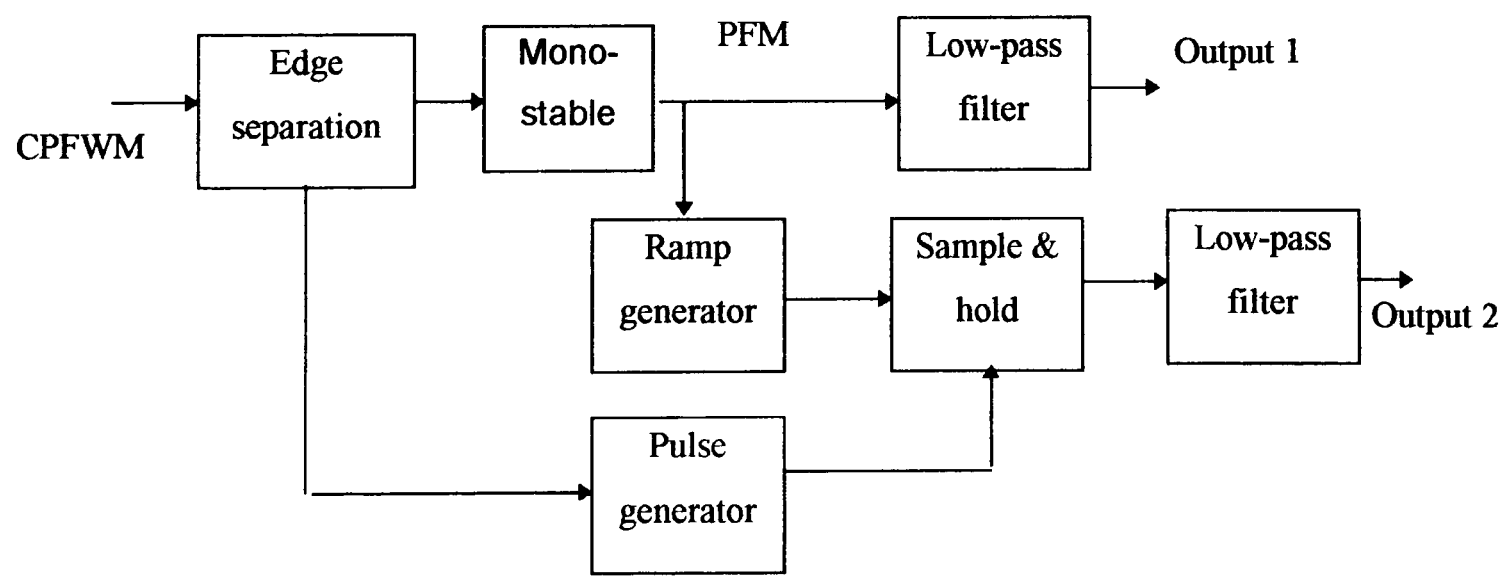 CPFWM
Edge
separation
Mono-
stable
PFM
Low-pass
filter
Output 1
Ramp
generator
Sample &
hold
Low-pass
filter
Output 2
Pulse
generator